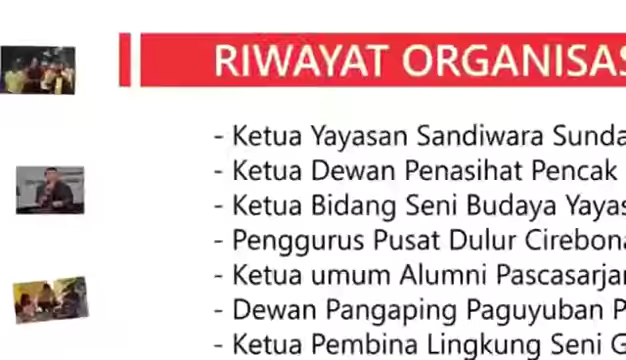 RIWAYAT ORGANISAS
- Ketua Yayasan Sandiwara Sunda
- Ketua Dewan Penasihat Pencak
- Ketua Bidang Seni Budaya Yayas
- Penggurus Pusat Dulur Cirebona
- Ketua umum Alumni Pascasarjan
- Dewan Pangaping Paguyuban P
- Ketua Pembina Lingkung Seni G